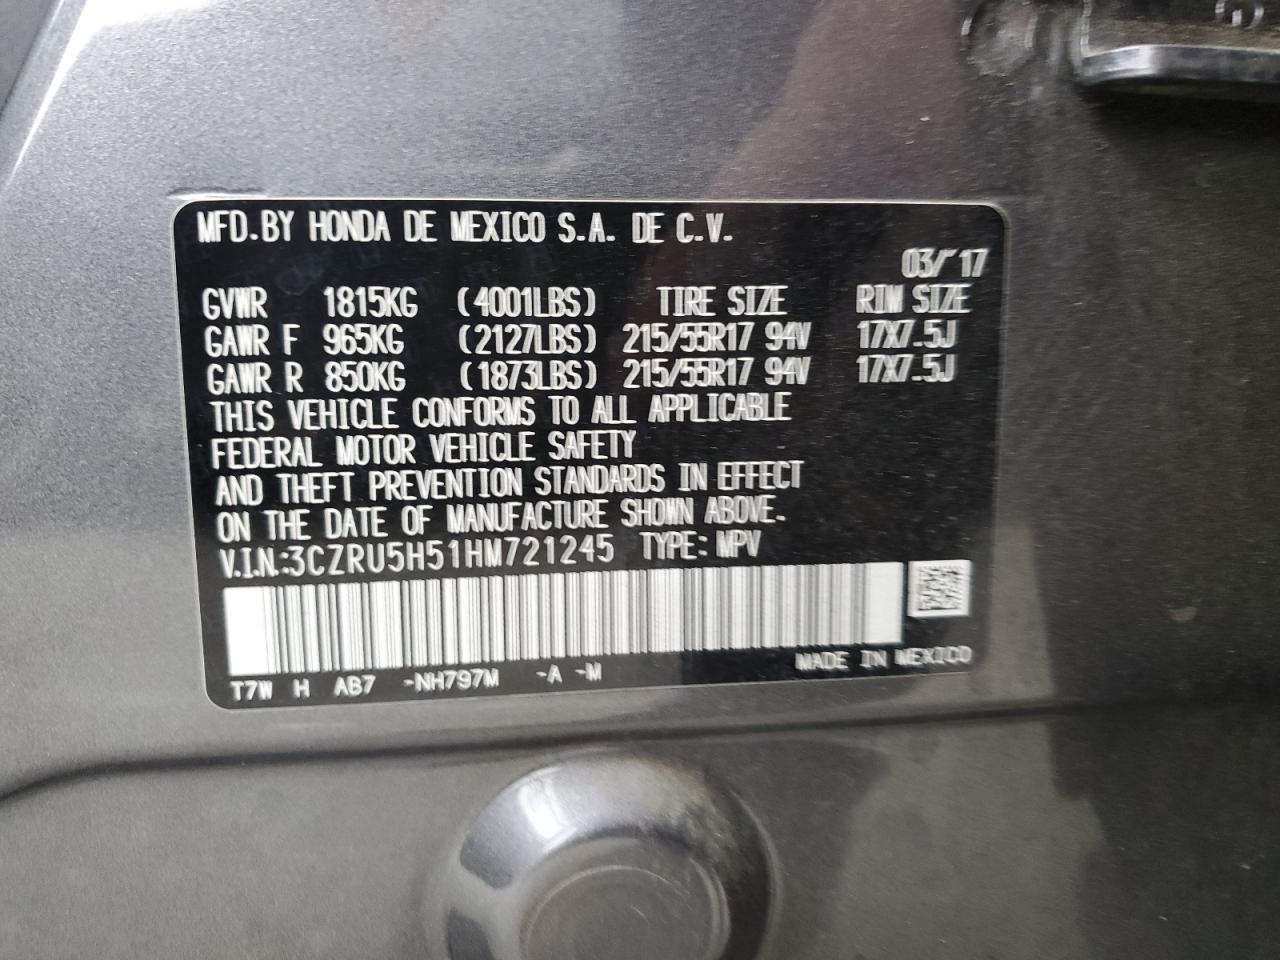 MFD.BY HONDA DE MEXICO S.A. DE C.V.
03/"17
GVWR 1815KG (4001LBS) TIRE SIZE RIM SIZE
GAWR F 965KG (2127LBS) 215/55R17 94V 17X7.5J
GAWR R 850KG (1873LBS) 215/55R17 94V 17X7.5J
THIS VEHICLE CONFORMS TO ALL APPLICABLE
FEDERAL MOTOR VEHICLE SAFETY
AND THEFT PREVENTION STANDARDS IN EFFECT
ON THE DATE OF MANUFACTURE SHOWN ABOVE.
V.I.N.:3CZRU5H51HM721245 TYPE: MPV
T7W H AB7 -NH797M -A -M MADE IN MEXICO